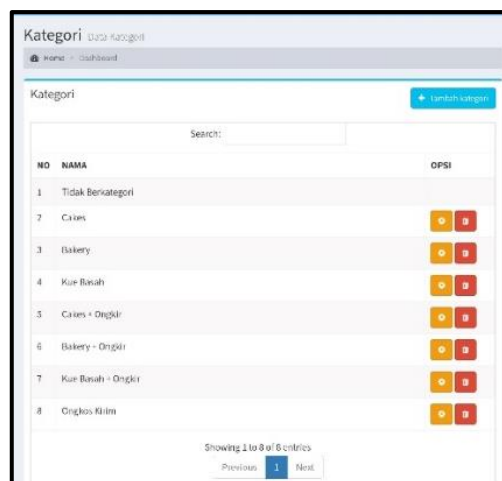 Kategori Data Kategori
Home > Dashboard
Kategori
+ Tambah kategori
Search:
NO NAMA OPSI
1 Tidak Berkategori
2 Cakes
3 Bakery
4 Kue Basah
5 Cakes + Ongkir
6 Bakery + Ongkir
7 Kue Basah + Ongkir
8 Ongkos Kirim
Showing 1 to 8 of 8 entries
Previous 1 Next